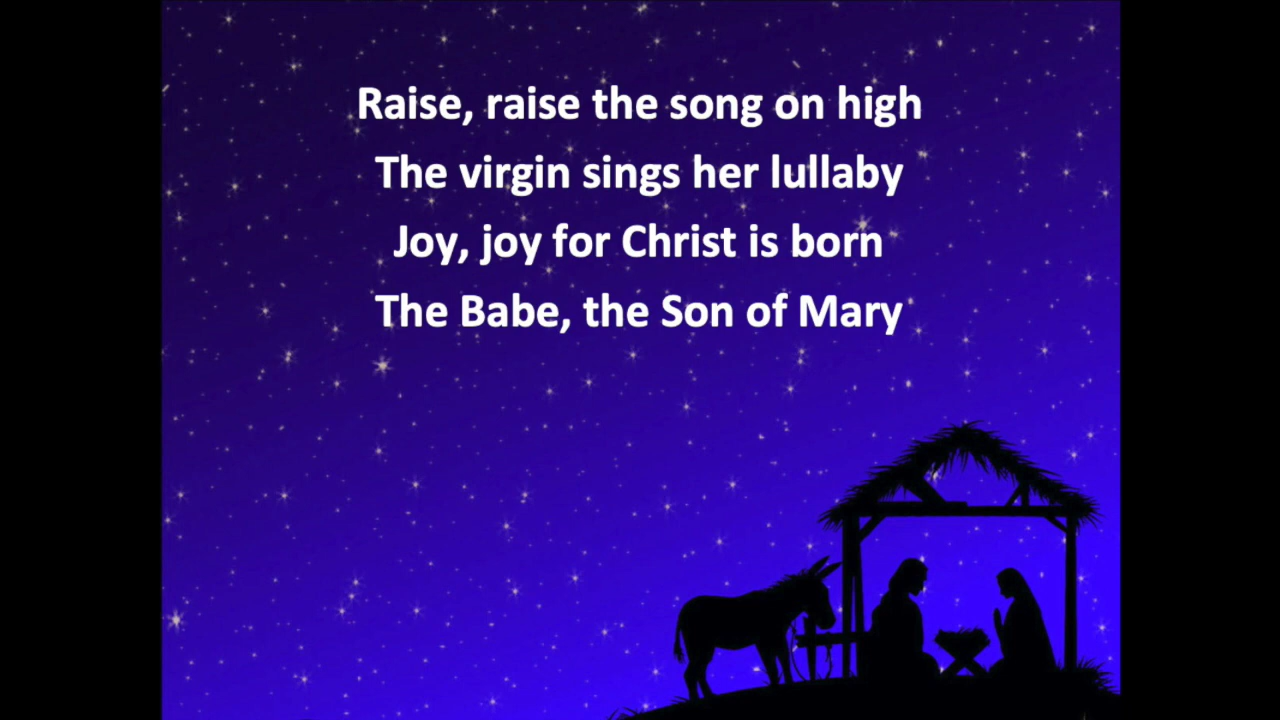 Raise, raise the song on high
The virgin sings her lullaby
Joy, joy for Christ is born
The Babe, the Son of Mary